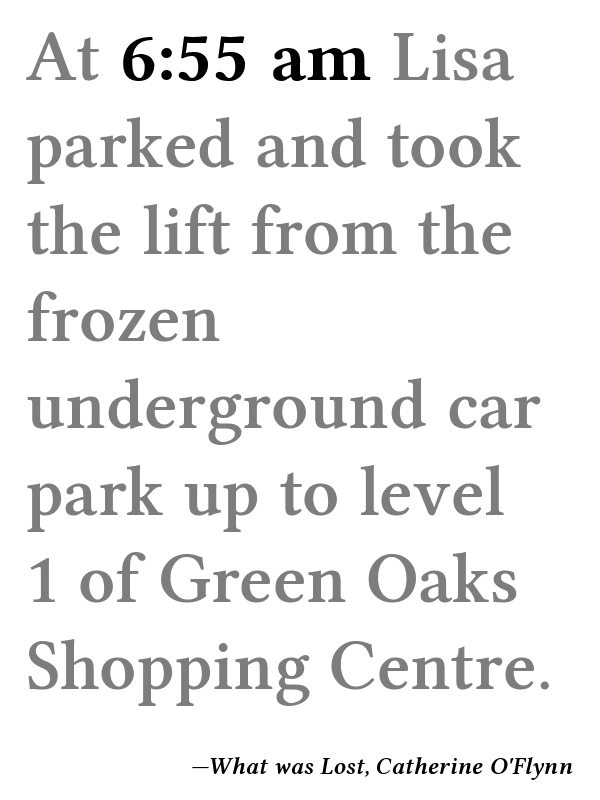 At 6:55 am Lisa
parked and took
the lift from the
frozen
underground car
park up to level
1 of Green Oaks
Shopping Centre.
—What was Lost, Catherine O'Flynn